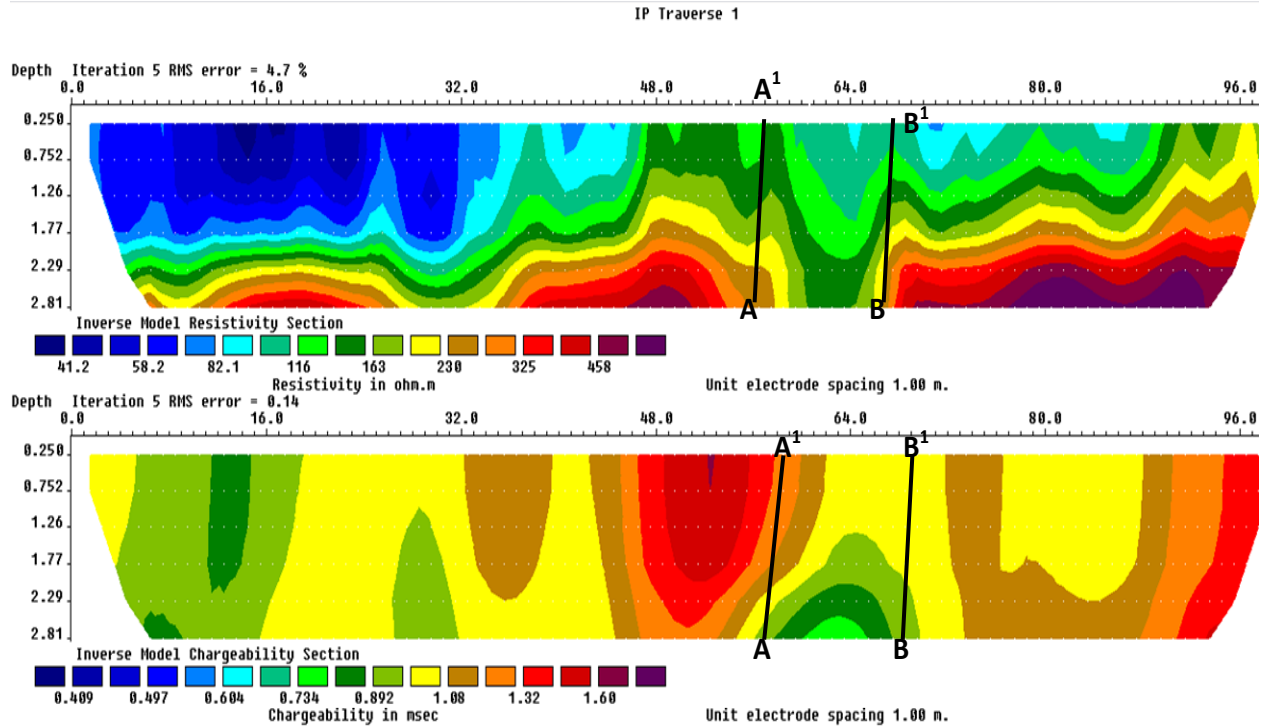 IP Traverse 1
Depth Iteration 5 RMS error = 4.7 %
0.0 16.0 32.0 48.0 64.0 80.0 96.0
A1
B1
0.250
0.752
1.26
1.77
2.29
2.81
A B
Inverse Model Resistivity Section
41.2 58.2 82.1 116 163 230 325 458
Resistivity in ohm.m Unit electrode spacing 1.00 m.
Depth Iteration 5 RMS error = 0.14
0.0 16.0 32.0 48.0 64.0 80.0 96.0
A1 B1
0.250
0.752
1.26
1.77
2.29
2.81
A B
Inverse Model Chargeability Section
0.409 0.497 0.604 0.734 0.892 1.08 1.32 1.60
Chargeability in msec Unit electrode spacing 1.00 m.